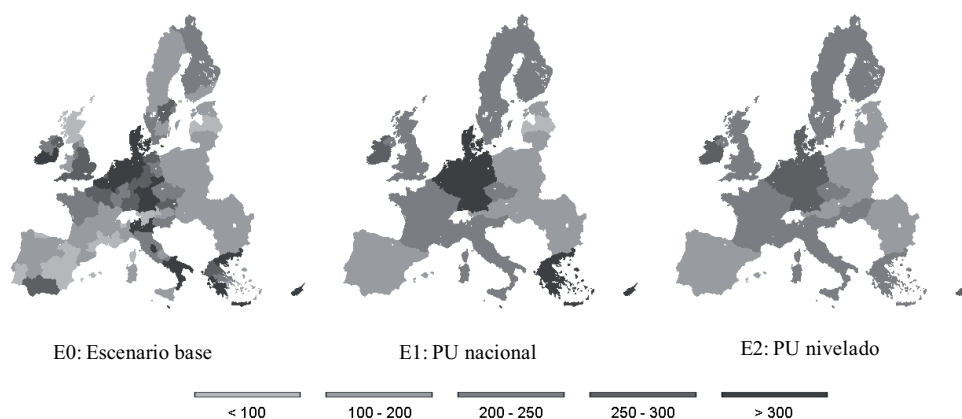 E0: Escenario base
E1: PU nacional
E2: PU nivelado
< 100
100 - 200
200 - 250
250 - 300
> 300